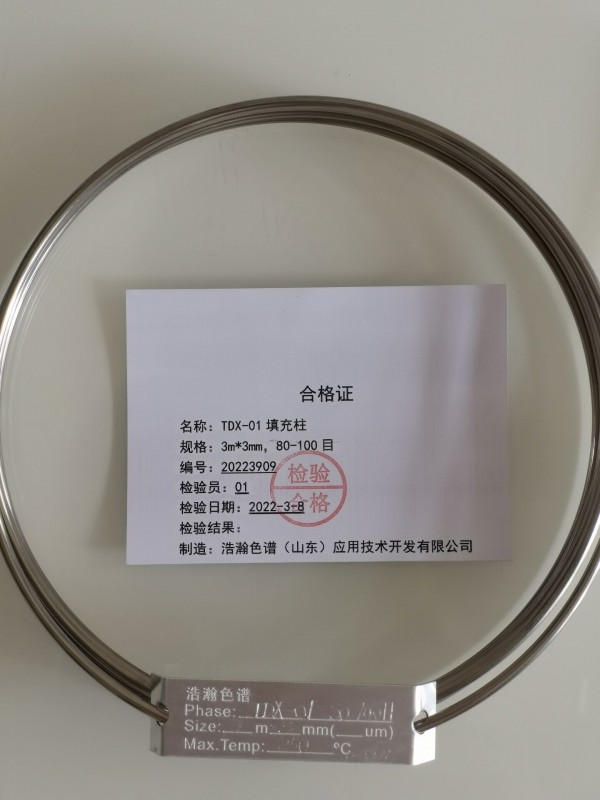 合格证
名称：TDX-01 填充柱
规格：3m*3mm，80-100 目
编号：20223909
检验员：01
检验日期：2022-3-8
检验结果：
制造：浩瀚色谱（山东）应用技术开发有限公司
检验
合格
浩瀚色谱
Phase: TDX-01
Size: m mm( um)
Max.Temp: ℃